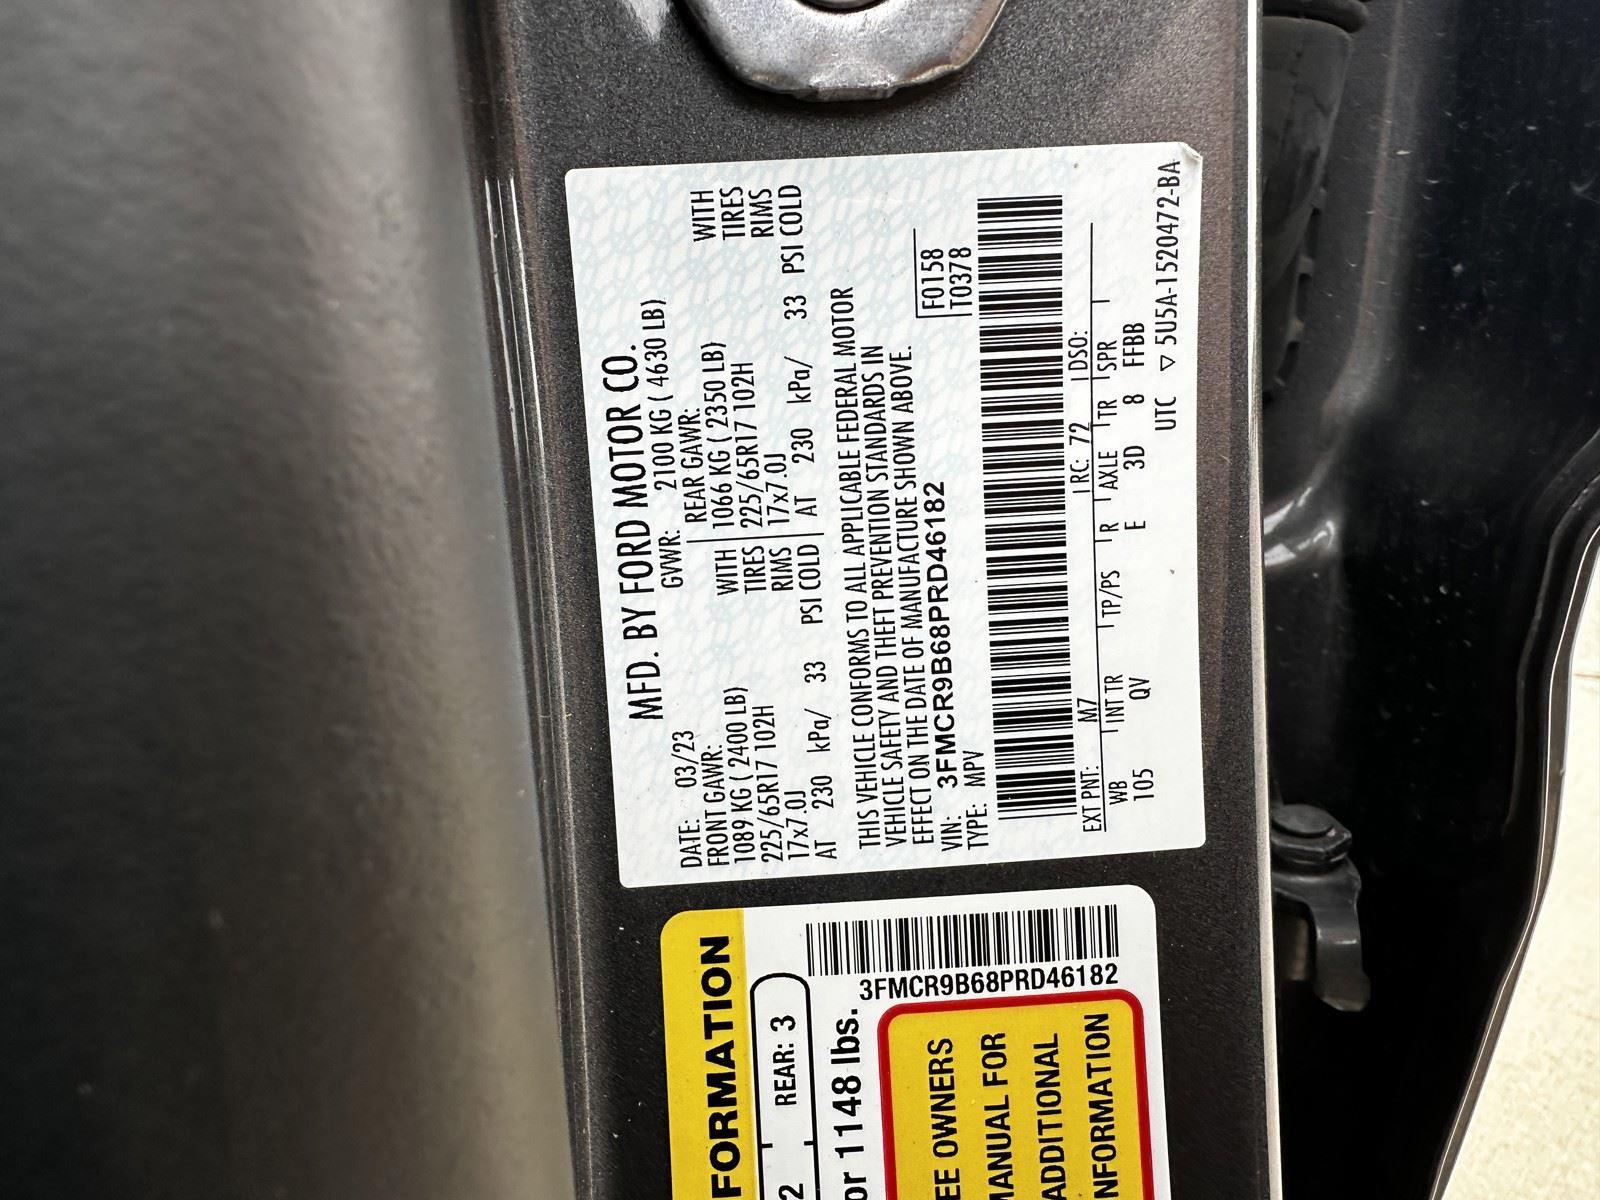 MFD. BY FORD MOTOR CO.
DATE: 03/23 GVWR: 2100 KG ( 4630 LB)
FRONT GAWR: REAR GAWR:
1089 KG ( 2400 LB) WITH 1066 KG ( 2350 LB) WITH
225/65R17 102H TIRES 225/65R17 102H TIRES
17x7.0J RIMS 17x7.0J RIMS
AT 230 kPa/ 33 PSI COLD AT 230 kPa/ 33 PSI COLD
THIS VEHICLE CONFORMS TO ALL APPLICABLE FEDERAL MOTOR
VEHICLE SAFETY AND THEFT PREVENTION STANDARDS IN
EFFECT ON THE DATE OF MANUFACTURE SHOWN ABOVE.
VIN: 3FMCR9B68PRD46182 F0158
TYPE: MPV T0378
EXT PNT: M7 RC: 72 DSO:
WB INT TR TP/PS R AXLE TR SPR
105 QV E 3D 8 FFBB
UTC ▽ 5U5A-1520472-BA
FORMATION
2 REAR: 3
3FMCR9B68PRD46182
or 1148 lbs.
EE OWNERS
MANUAL FOR
ADDITIONAL
NFORMATION